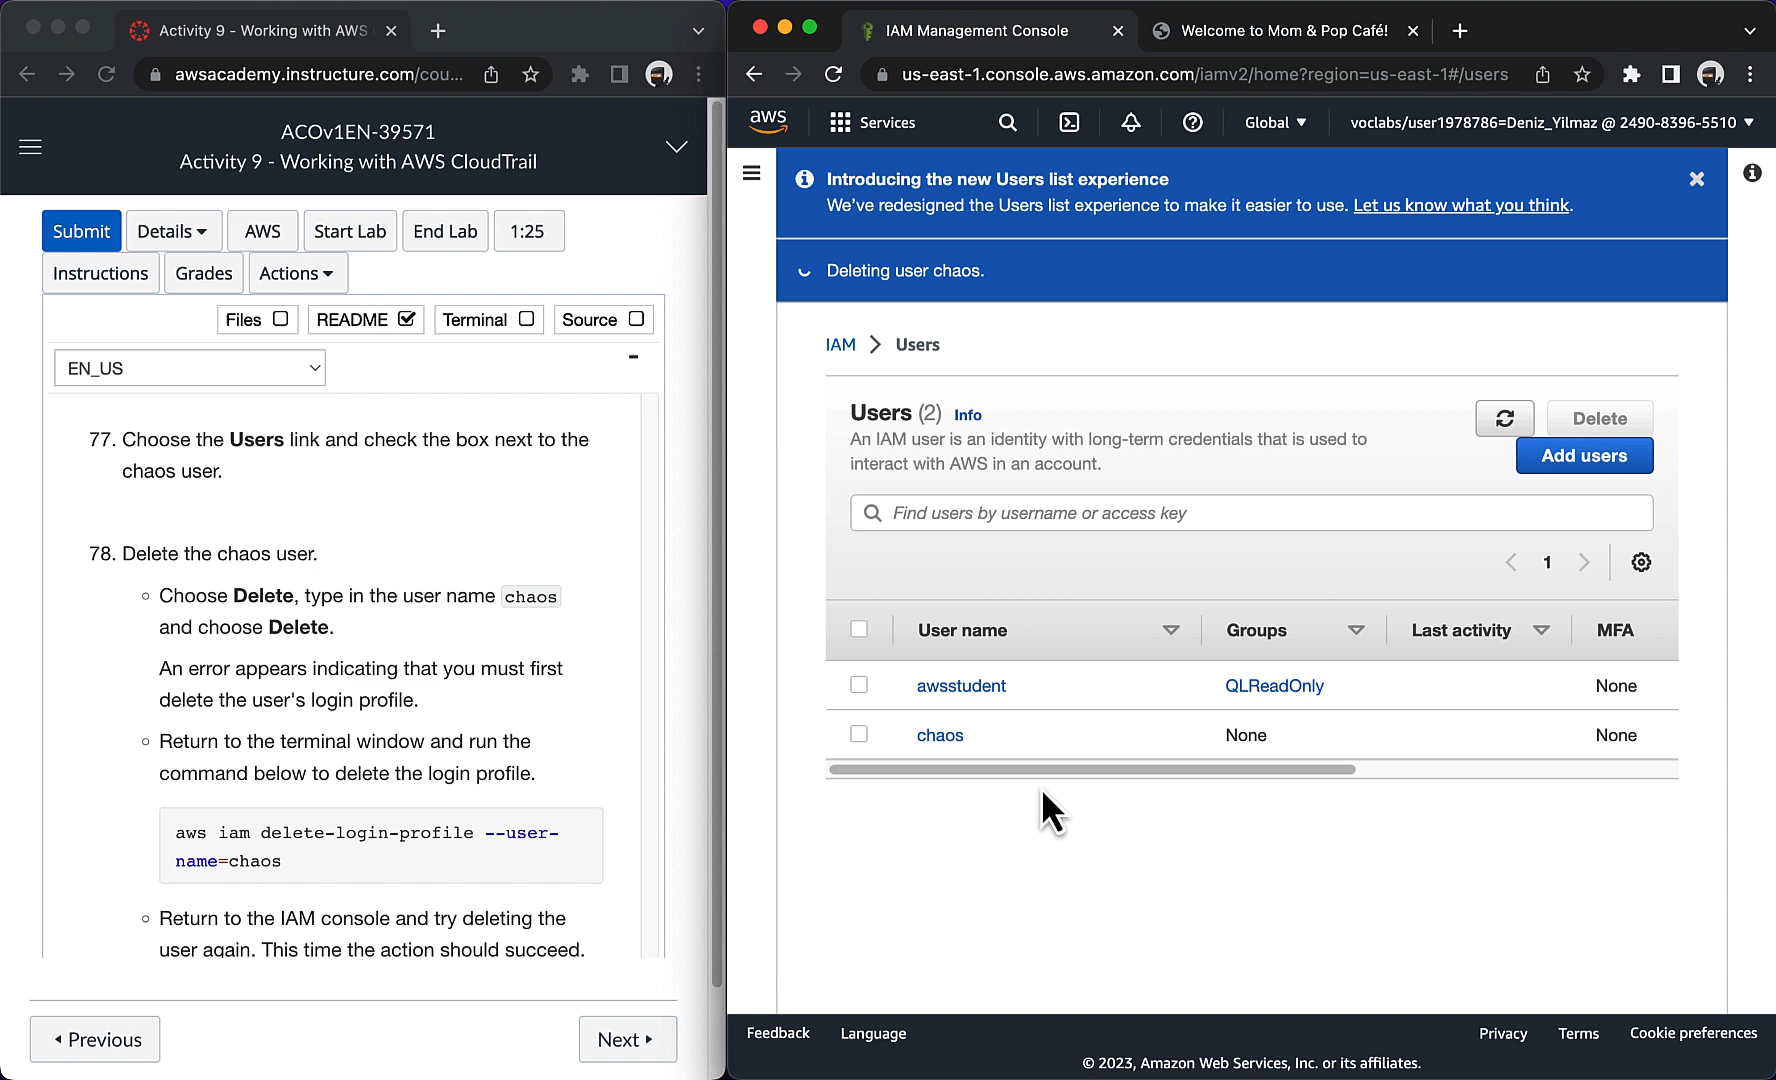 Activity 9 - Working with AWS
awsacademy.instructure.com/cou...
ACOv1EN-39571
Activity 9 - Working with AWS CloudTrail
Submit
Details
AWS
Start Lab
End Lab
1:25
Instructions
Grades
Actions
Files
README
Terminal
Source
EN_US
77. Choose the Users link and check the box next to the
chaos user.
78. Delete the chaos user.
Choose Delete, type in the user name chaos
and choose Delete.
An error appears indicating that you must first
delete the user's login profile.
Return to the terminal window and run the
command below to delete the login profile.
aws iam delete-login-profile --user-
name=chaos
Return to the IAM console and try deleting the
user again. This time the action should succeed.
Previous
Next
IAM Management Console
Welcome to Mom & Pop Café!
us-east-1.console.aws.amazon.com/iamv2/home?region=us-east-1#/users
aws
Services
Global
voclabs/user1978786=Deniz_Yilmaz @ 2490-8396-5510
Introducing the new Users list experience
We've redesigned the Users list experience to make it easier to use. Let us know what you think.
Deleting user chaos.
IAM > Users
Users (2) Info
An IAM user is an identity with long-term credentials that is used to
interact with AWS in an account.
Delete
Add users
Find users by username or access key
1
User name
Groups
Last activity
MFA
awsstudent
QLReadOnly
None
chaos
None
None
Feedback
Language
Privacy
Terms
Cookie preferences
© 2023, Amazon Web Services, Inc. or its affiliates.